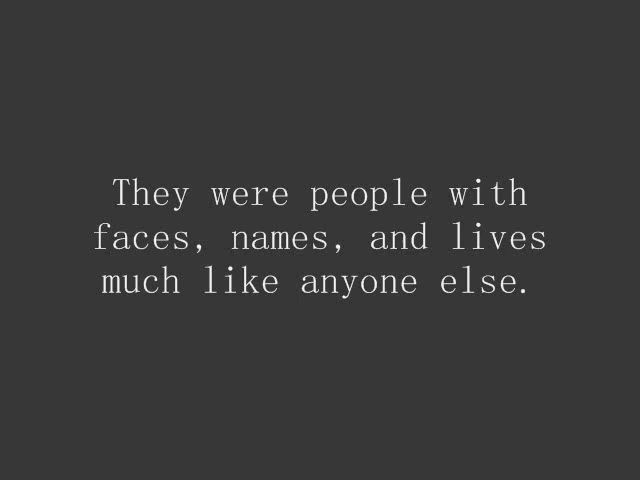 They were people with
faces, names, and lives
much like anyone else.